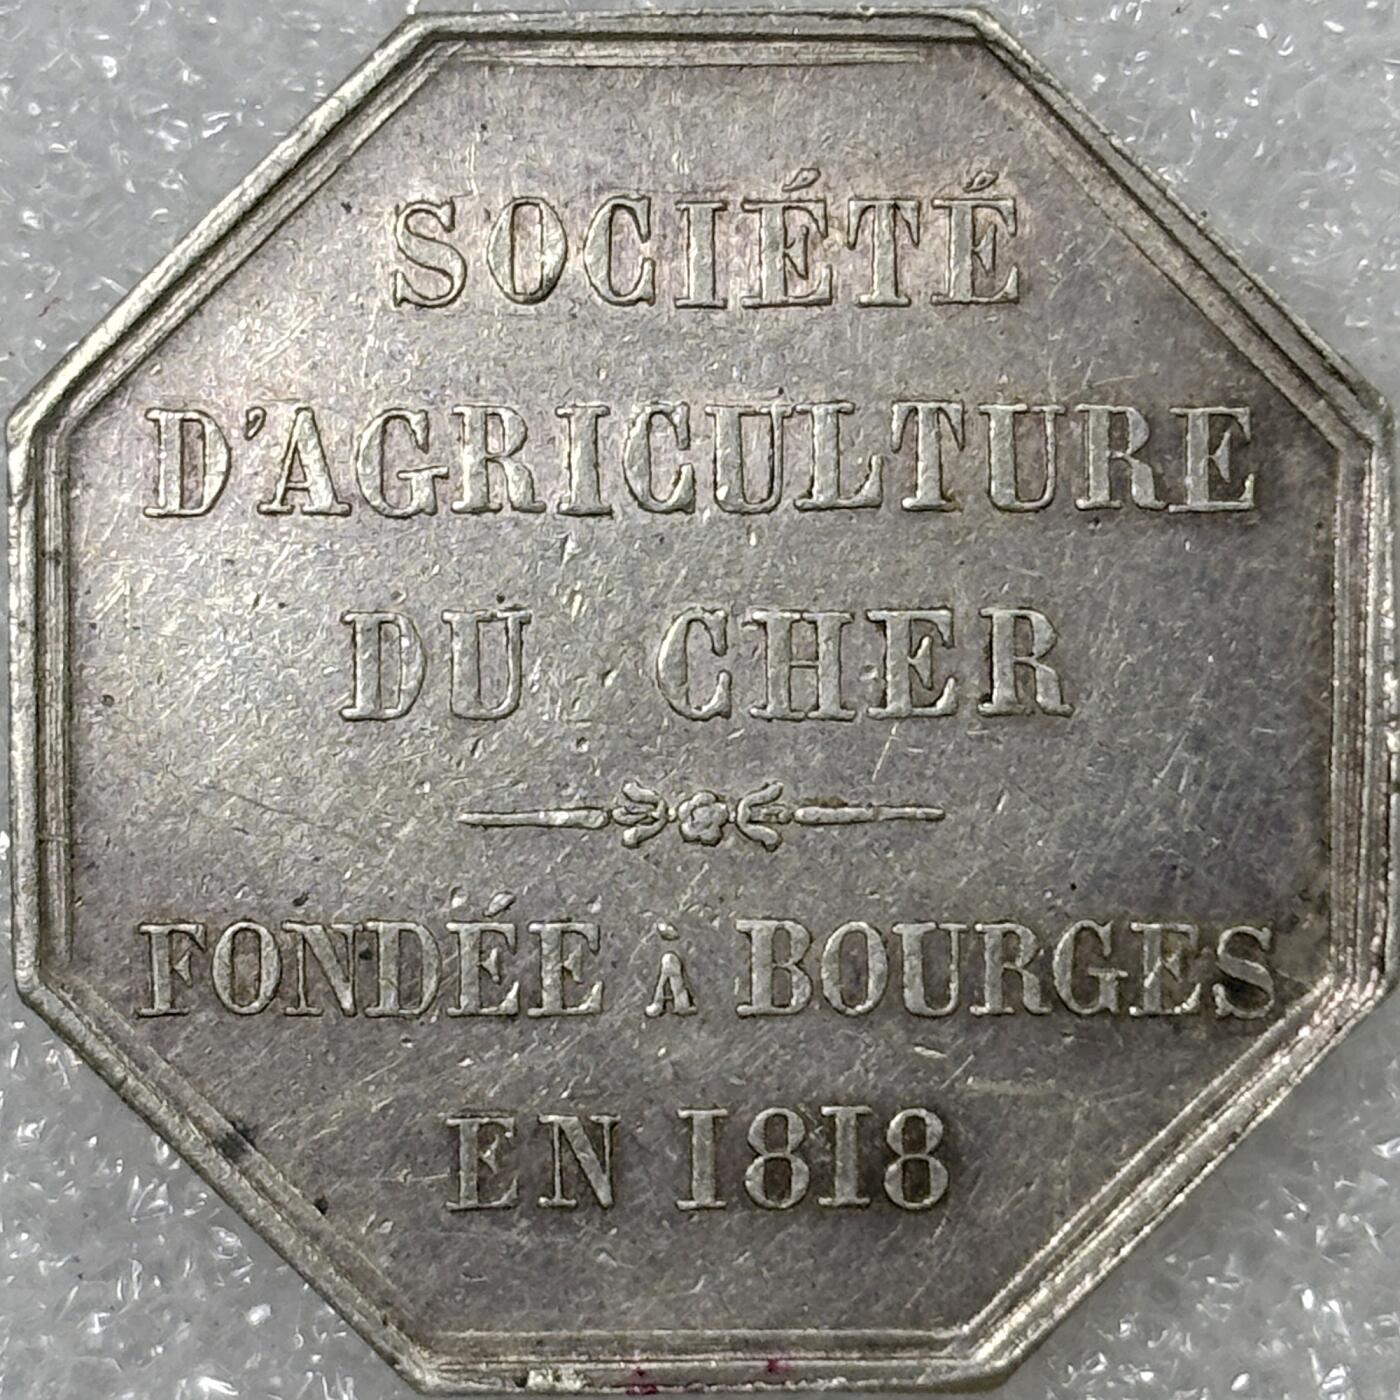 SOCIÉTÉ
D'AGRICULTURE
DU CHER
FONDÉE À BOURGES
EN 1818